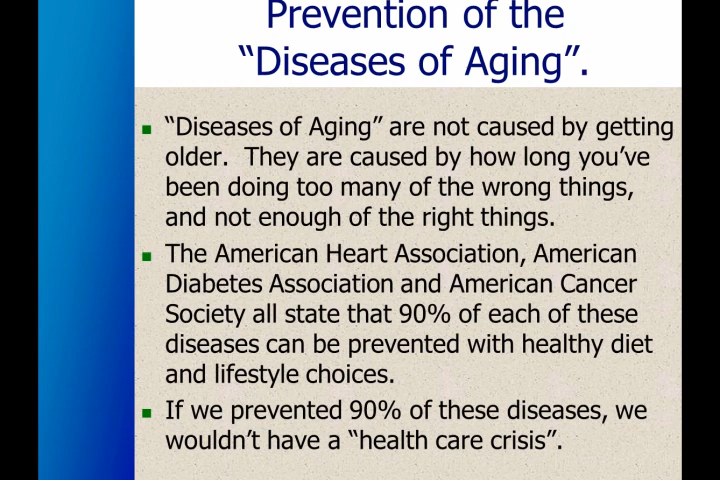 Prevention of the
“Diseases of Aging”.
“Diseases of Aging” are not caused by getting
older.  They are caused by how long you’ve
been doing too many of the wrong things,
and not enough of the right things.
The American Heart Association, American
Diabetes Association and American Cancer
Society all state that 90% of each of these
diseases can be prevented with healthy diet
and lifestyle choices.
If we prevented 90% of these diseases, we
wouldn’t have a “health care crisis”.